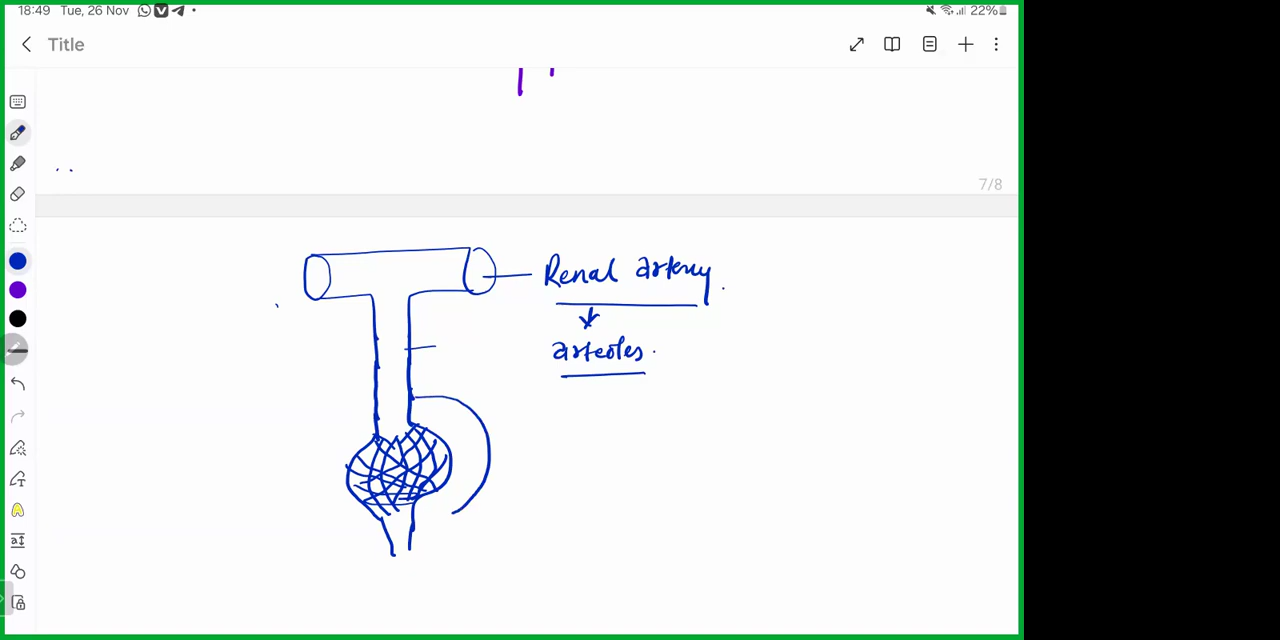 18:49 Tue, 26 Nov
22%
Title
7/8
Renal artery.
arteoles.